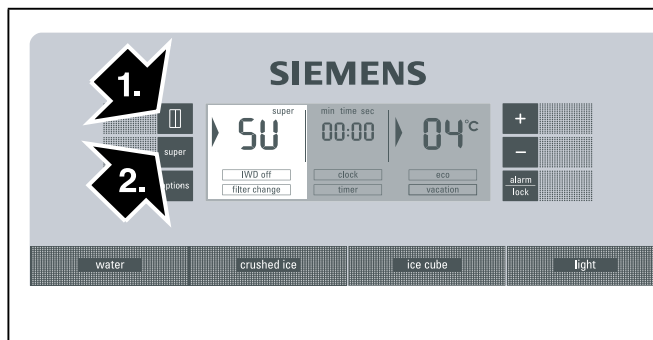 1.
SIEMENS
super
SU
min time sec
00:00
04°C
+
super
–
2.
options
IWD off
clock
eco
alarm
lock
filter change
timer
vacation
water
crushed ice
ice cube
light